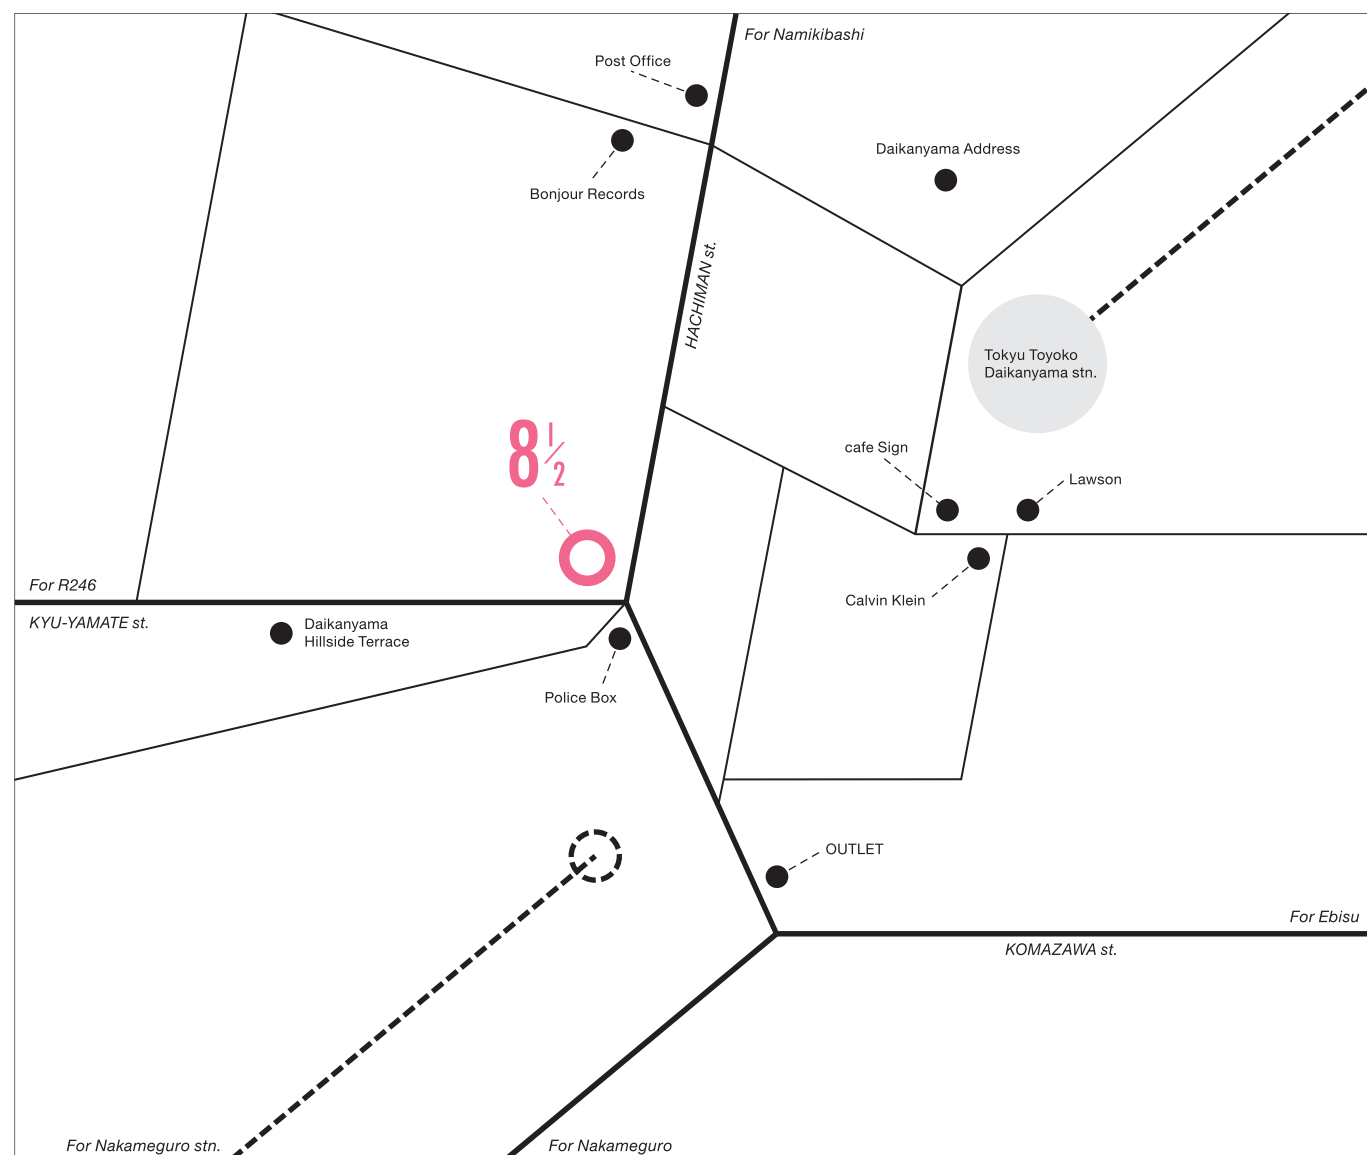 For Namikibashi
Post Office
Daikanyama Address
Bonjour Records
HACHIMAN st.
Tokyu Toyoko
Daikanyama stn.
8 1/2
cafe Sign
Lawson
For R246
Calvin Klein
KYU-YAMATE st.
Daikanyama
Hillside Terrace
Police Box
OUTLET
For Ebisu
KOMAZAWA st.
For Nakameguro stn.
For Nakameguro